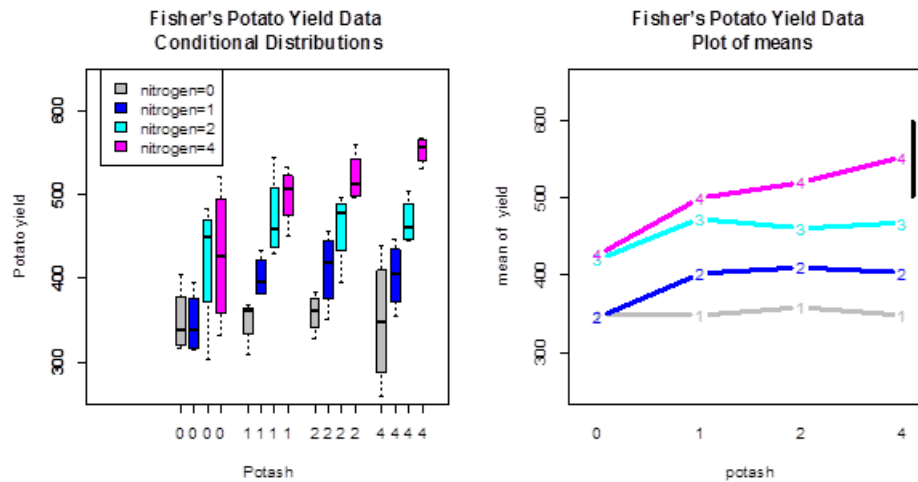 Fisher's Potato Yield Data
Conditional Distributions
nitrogen=0
nitrogen=1
nitrogen=2
nitrogen=4
600
500
400
300
Potato yield
0 0 0 0 1 1 1 1 2 2 2 2 4 4 4 4
Potash
Fisher's Potato Yield Data
Plot of means
600
500
400
300
mean of yield
4 4 4 4
3 3 3 3
2 2 2 2
1 1 1
0 1 2 4
potash